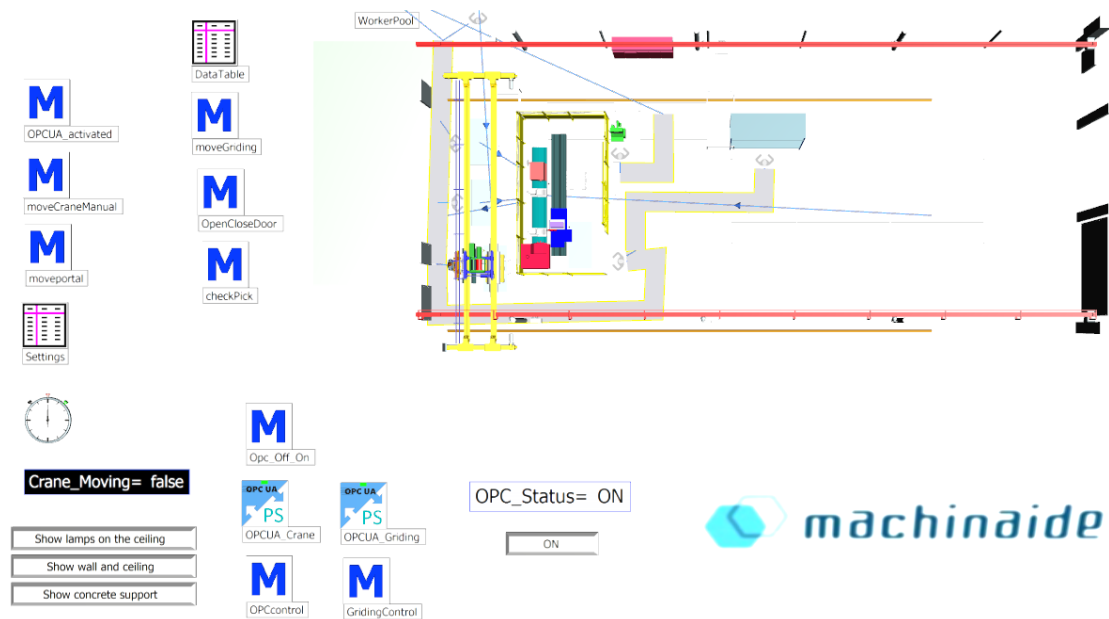 WorkerPool
DataTable
M
OPCUA_activated
M
moveGriding
M
moveCraneManual
M
OpenCloseDoor
M
moveportal
M
checkPick
Settings
M
Opc_Off_On
Crane_Moving= false
OPC UA
PS
OPCUA_Crane
OPC UA
PS
OPCUA_Griding
OPC_Status= ON
ON
machinaide
Show lamps on the ceiling
Show wall and ceiling
Show concrete support
M
OPCcontrol
M
GridingControl